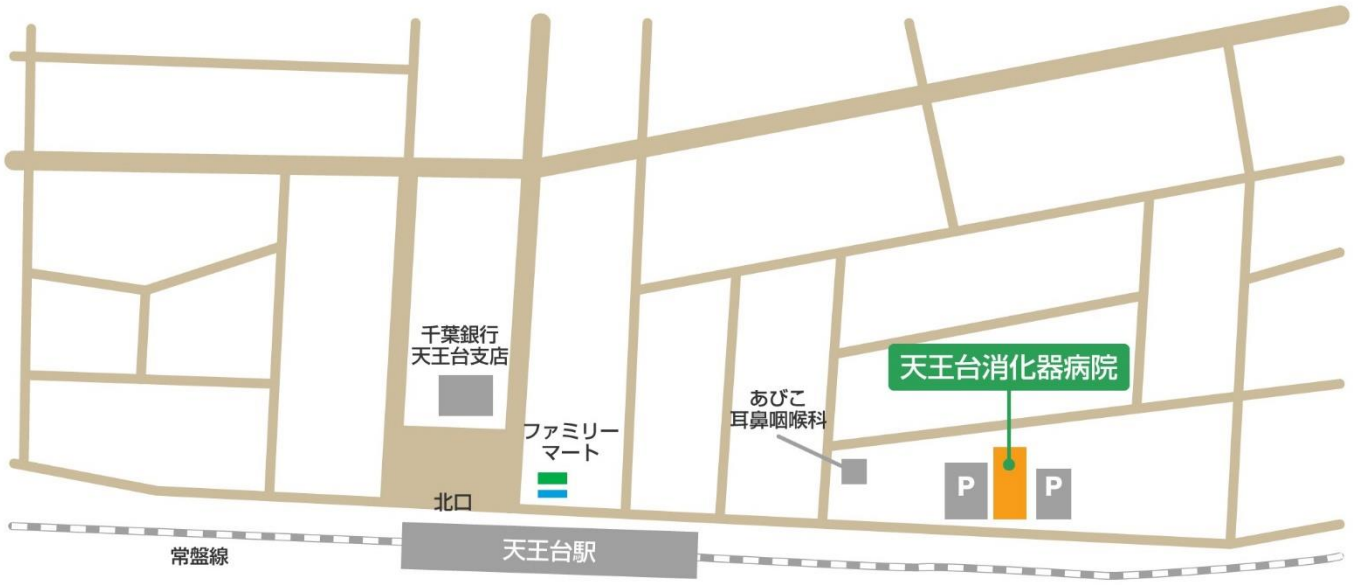 千葉銀行
天王台支店
天王台消化器病院
あびこ
耳鼻咽喉科
ファミリー
マート
P
P
北口
天王台駅
常盤線